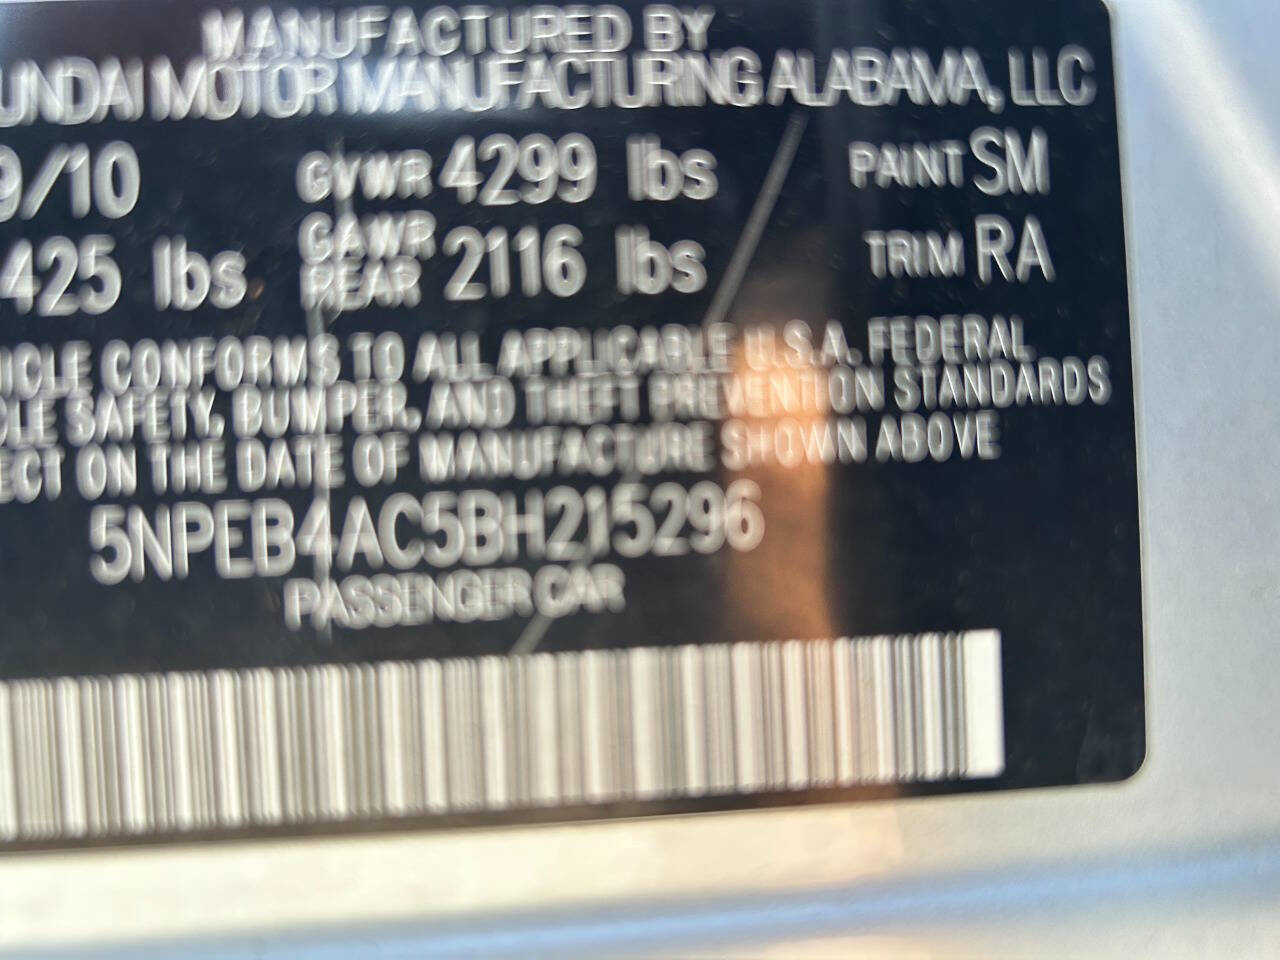 MANUFACTURED BY
UNDAI MOTOR MANUFACTURING ALABAMA, LLC
9/10 GVWR 4299 lbs PAINT SM
425 lbs GAWR REAR 2116 lbs TRIM RA
ICLE CONFORMS TO ALL APPLICABLE U.S.A. FEDERAL
LE SAFETY, BUMPER, AND THEFT PREVENTION STANDARDS
ECT ON THE DATE OF MANUFACTURE SHOWN ABOVE
5NPEB4AC5BH215296
PASSENGER CAR